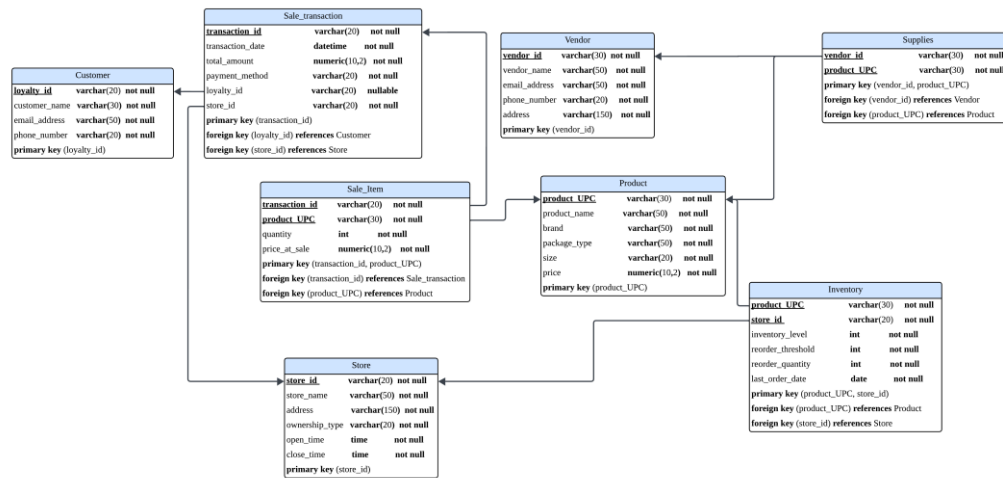 Sale_transaction
transaction_id varchar(20) not null
transaction_date datetime not null
total_amount numeric(10,2) not null
payment_method varchar(20) not null
loyalty_id varchar(20) nullable
store_id varchar(20) not null
primary key (transaction_id)
foreign key (loyalty_id) references Customer
foreign key (store_id) references Store
Customer
loyalty_id varchar(20) not null
customer_name varchar(30) not null
email_address varchar(50) not null
phone_number varchar(20) not null
primary key (loyalty_id)
Vendor
vendor_id varchar(30) not null
vendor_name varchar(50) not null
email_address varchar(50) not null
phone_number varchar(20) not null
address varchar(150) not null
primary key (vendor_id)
Supplies
vendor_id varchar(30) not null
product_UPC varchar(30) not null
primary key (vendor_id, product_UPC)
foreign key (vendor_id) references Vendor
foreign key (product_UPC) references Product
Sale_Item
transaction_id varchar(20) not null
product_UPC varchar(30) not null
quantity int not null
price_at_sale numeric(10,2) not null
primary key (transaction_id, product_UPC)
foreign key (transaction_id) references Sale_transaction
foreign key (product_UPC) references Product
Product
product_UPC varchar(30) not null
product_name varchar(50) not null
brand varchar(50) not null
package_type varchar(50) not null
size varchar(20) not null
price numeric(10,2) not null
primary key (product_UPC)
Inventory
product_UPC varchar(30) not null
store_id varchar(20) not null
inventory_level int not null
reorder_threshold int not null
reorder_quantity int not null
last_order_date date not null
primary key (product_UPC, store_id)
foreign key (product_UPC) references Product
foreign key (store_id) references Store
Store
store_id varchar(20) not null
store_name varchar(50) not null
address varchar(150) not null
ownership_type varchar(20) not null
open_time time not null
close_time time not null
primary key (store_id)